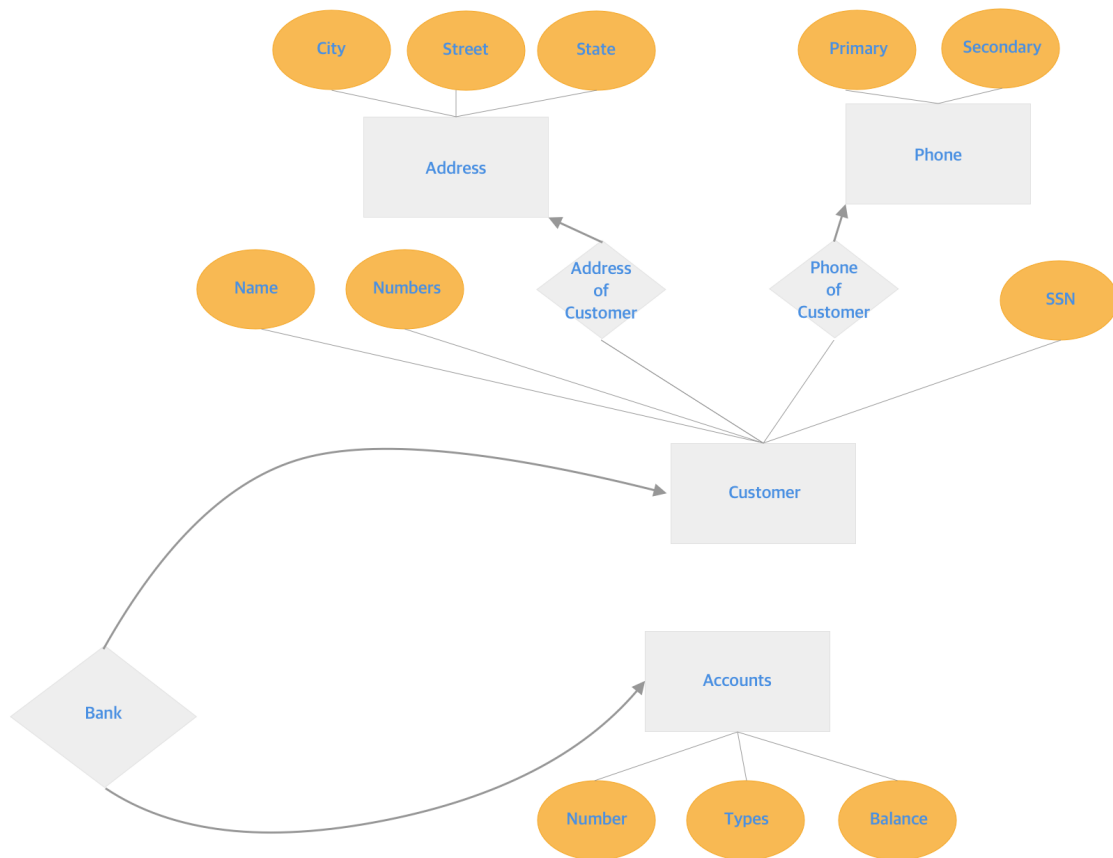 City
Street
State
Primary
Secondary
Address
Phone
Name
Numbers
Address
of
Customer
Phone
of
Customer
SSN
Customer
Bank
Accounts
Number
Types
Balance